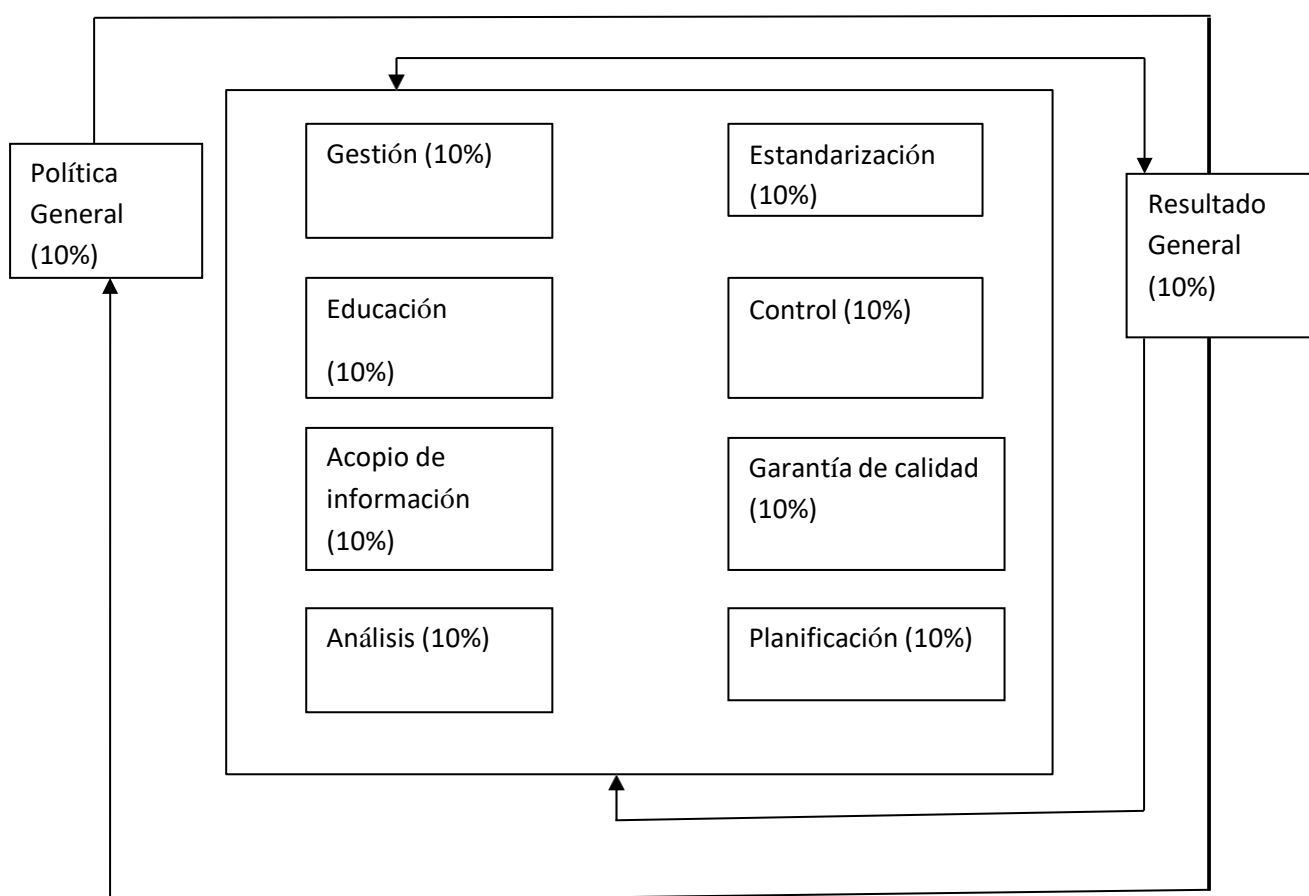 Política
General
(10%)
Gestión (10%)
Educación
(10%)
Acopio de
información
(10%)
Análisis (10%)
Estandarización
(10%)
Control (10%)
Garantía de calidad
(10%)
Planificación (10%)
Resultado
General
(10%)